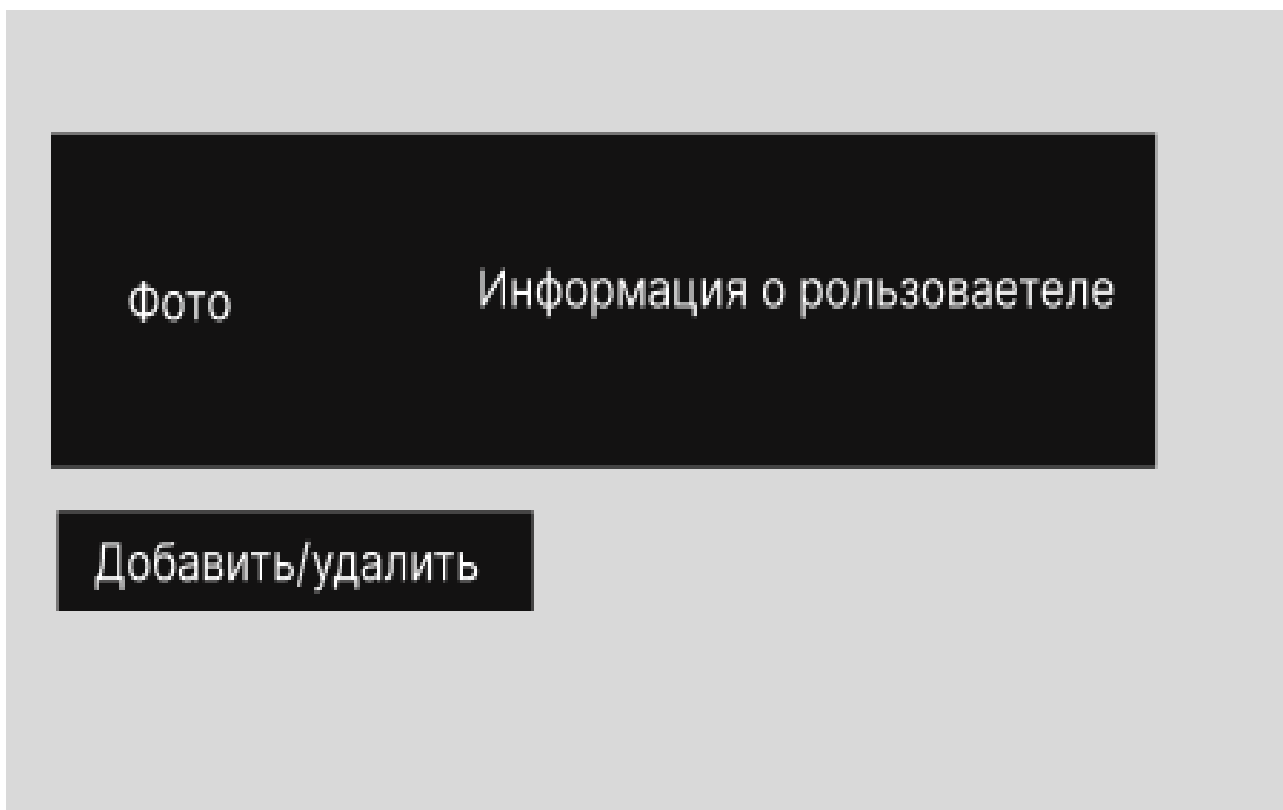 Фото
Информация о рользоваетеле
Добавить/удалить